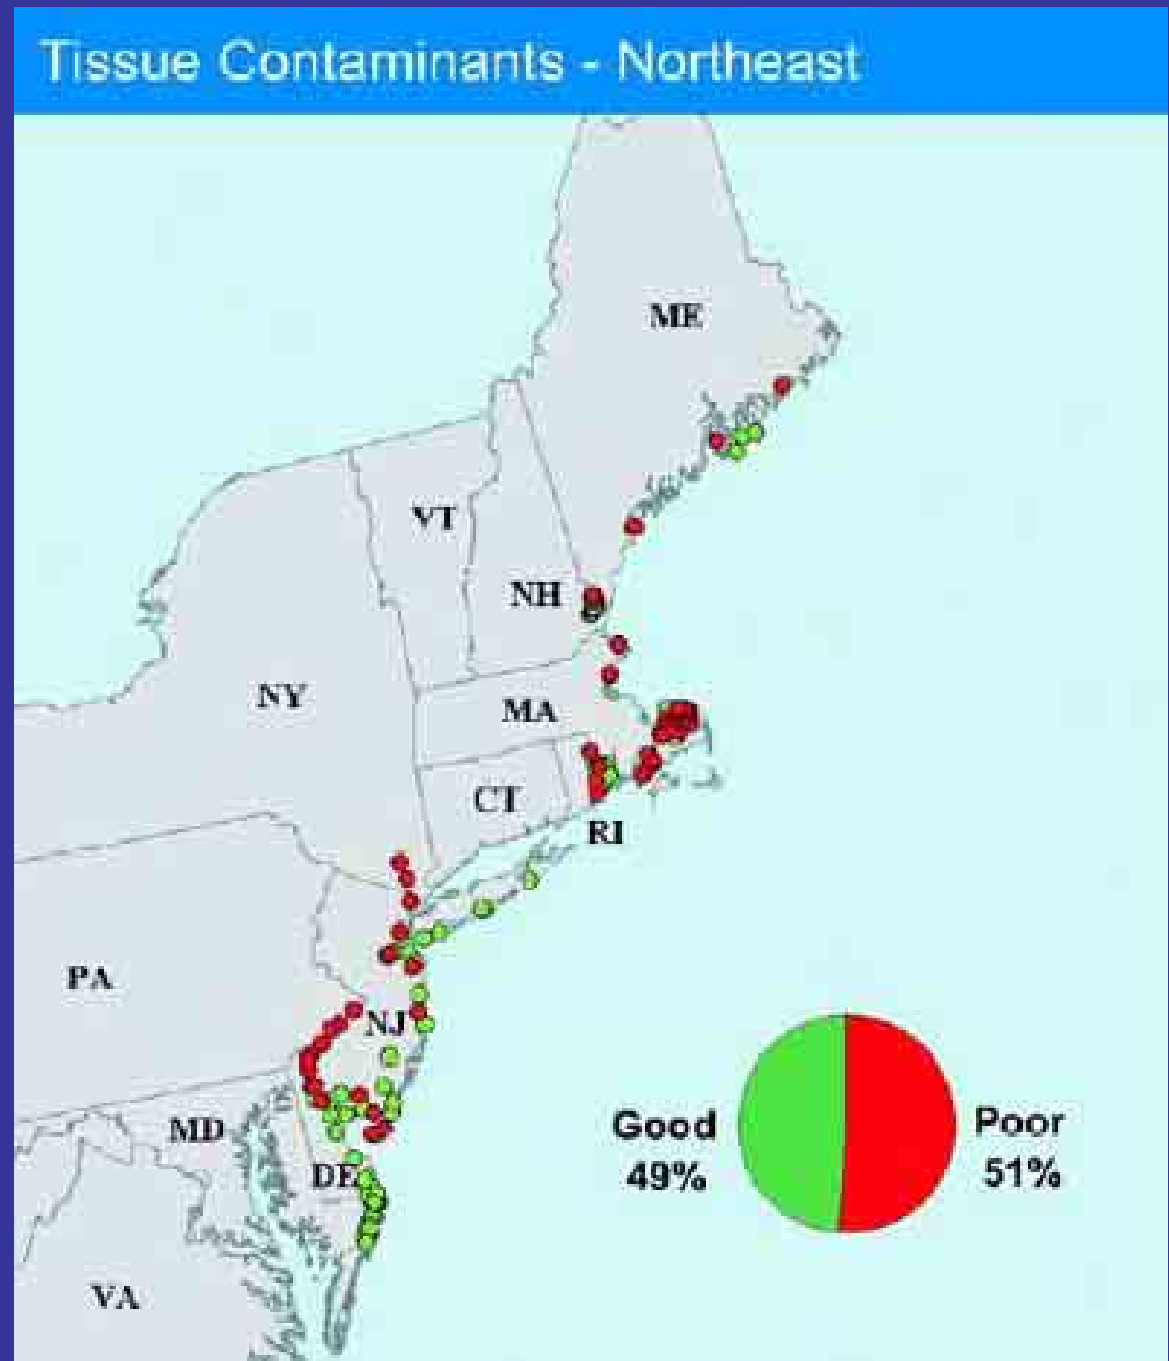 Tissue Contaminants - Northeast
ME
VT
NH
NY
MA
CT
RI
PA
NJ
MD
DE
VA
Good
49%
Poor
51%